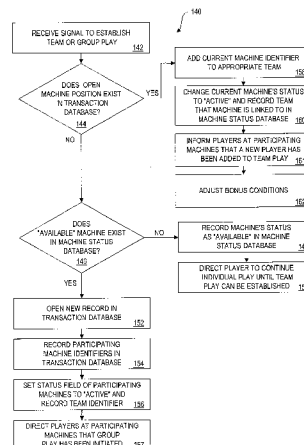 140
RECEIVE SIGNAL TO ESTABLISH
TEAM OR GROUP PLAY
142
DOES OPEN
MACHINE POSITION EXIST
IN TRANSACTION
DATABASE?
144
YES
NO
ADD CURRENT MACHINE IDENTIFIER
TO APPROPRIATE TEAM
CHANGE CURRENT MACHINE'S STATUS
TO "ACTIVE" AND RECORD TEAM
THAT MACHINE IS LINKED TO IN
MACHINE STATUS DATABASE
INFORM PLAYERS AT PARTICIPATING
MACHINES THAT A NEW PLAYER HAS
BEEN ADDED TO TEAM PLAY
ADJUST BONUS CONDITIONS
DOES
"AVAILABLE" MACHINE EXIST
IN MACHINE STATUS
DATABASE?
NO
YES
RECORD MACHINE'S STATUS
AS "AVAILABLE" IN MACHINE
STATUS DATABASE
DIRECT PLAYER TO CONTINUE
INDIVIDUAL PLAY UNTIL TEAM
PLAY CAN BE ESTABLISHED
OPEN NEW RECORD IN
TRANSACTION DATABASE
152
RECORD PARTICIPATING
MACHINE IDENTIFIERS IN
TRANSACTION DATABASE
154
SET STATUS FIELD OF PARTICIPATING
MACHINES TO "ACTIVE" AND
RECORD TEAM IDENTIFIER
156
DIRECT PLAYERS AT PARTICIPATING
MACHINES THAT GROUP
PLAY HAS BEEN INITIATED
157